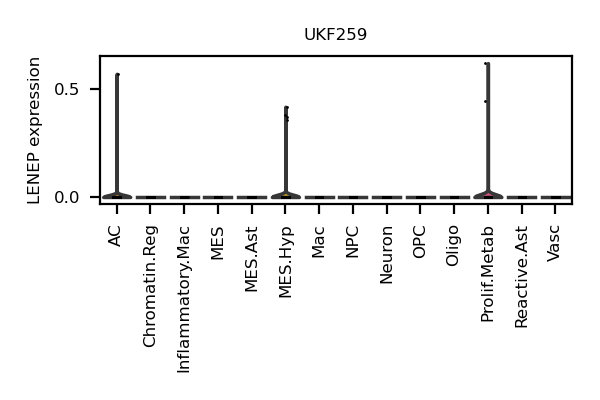 UKF259
LENEP expression
0.5
0.0
AC
Chromatin.Reg
Inflammatory.Mac
MES
MES.Ast
MES.Hyp
Mac
NPC
Neuron
OPC
Oligo
Prolif.Metab
Reactive.Ast
Vasc